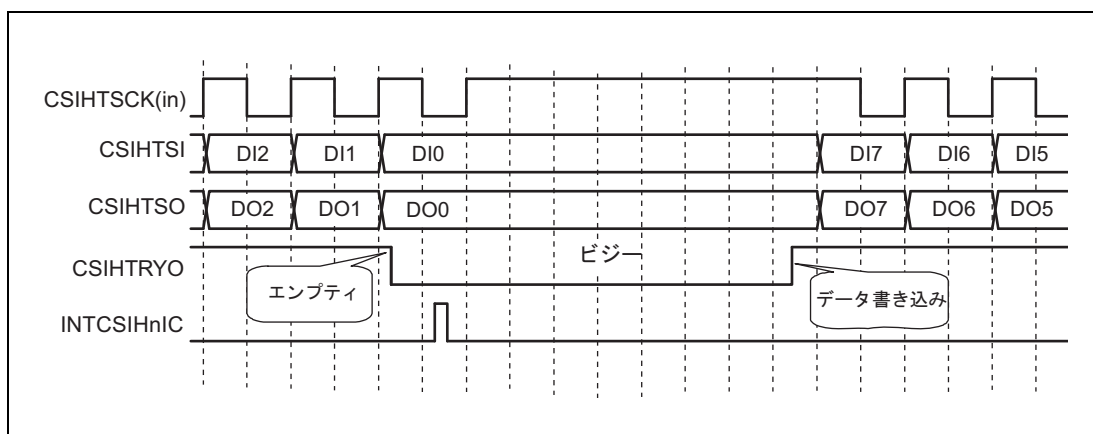 CSIHTSCK(in)
CSIHTSI DI2 DI1 DI0 DI7 DI6 DI5
CSIHTSO DO2 DO1 DO0 DO7 DO6 DO5
CSIHTRYO ビジー
エンプティ データ書き込み
INTCSIHnIC